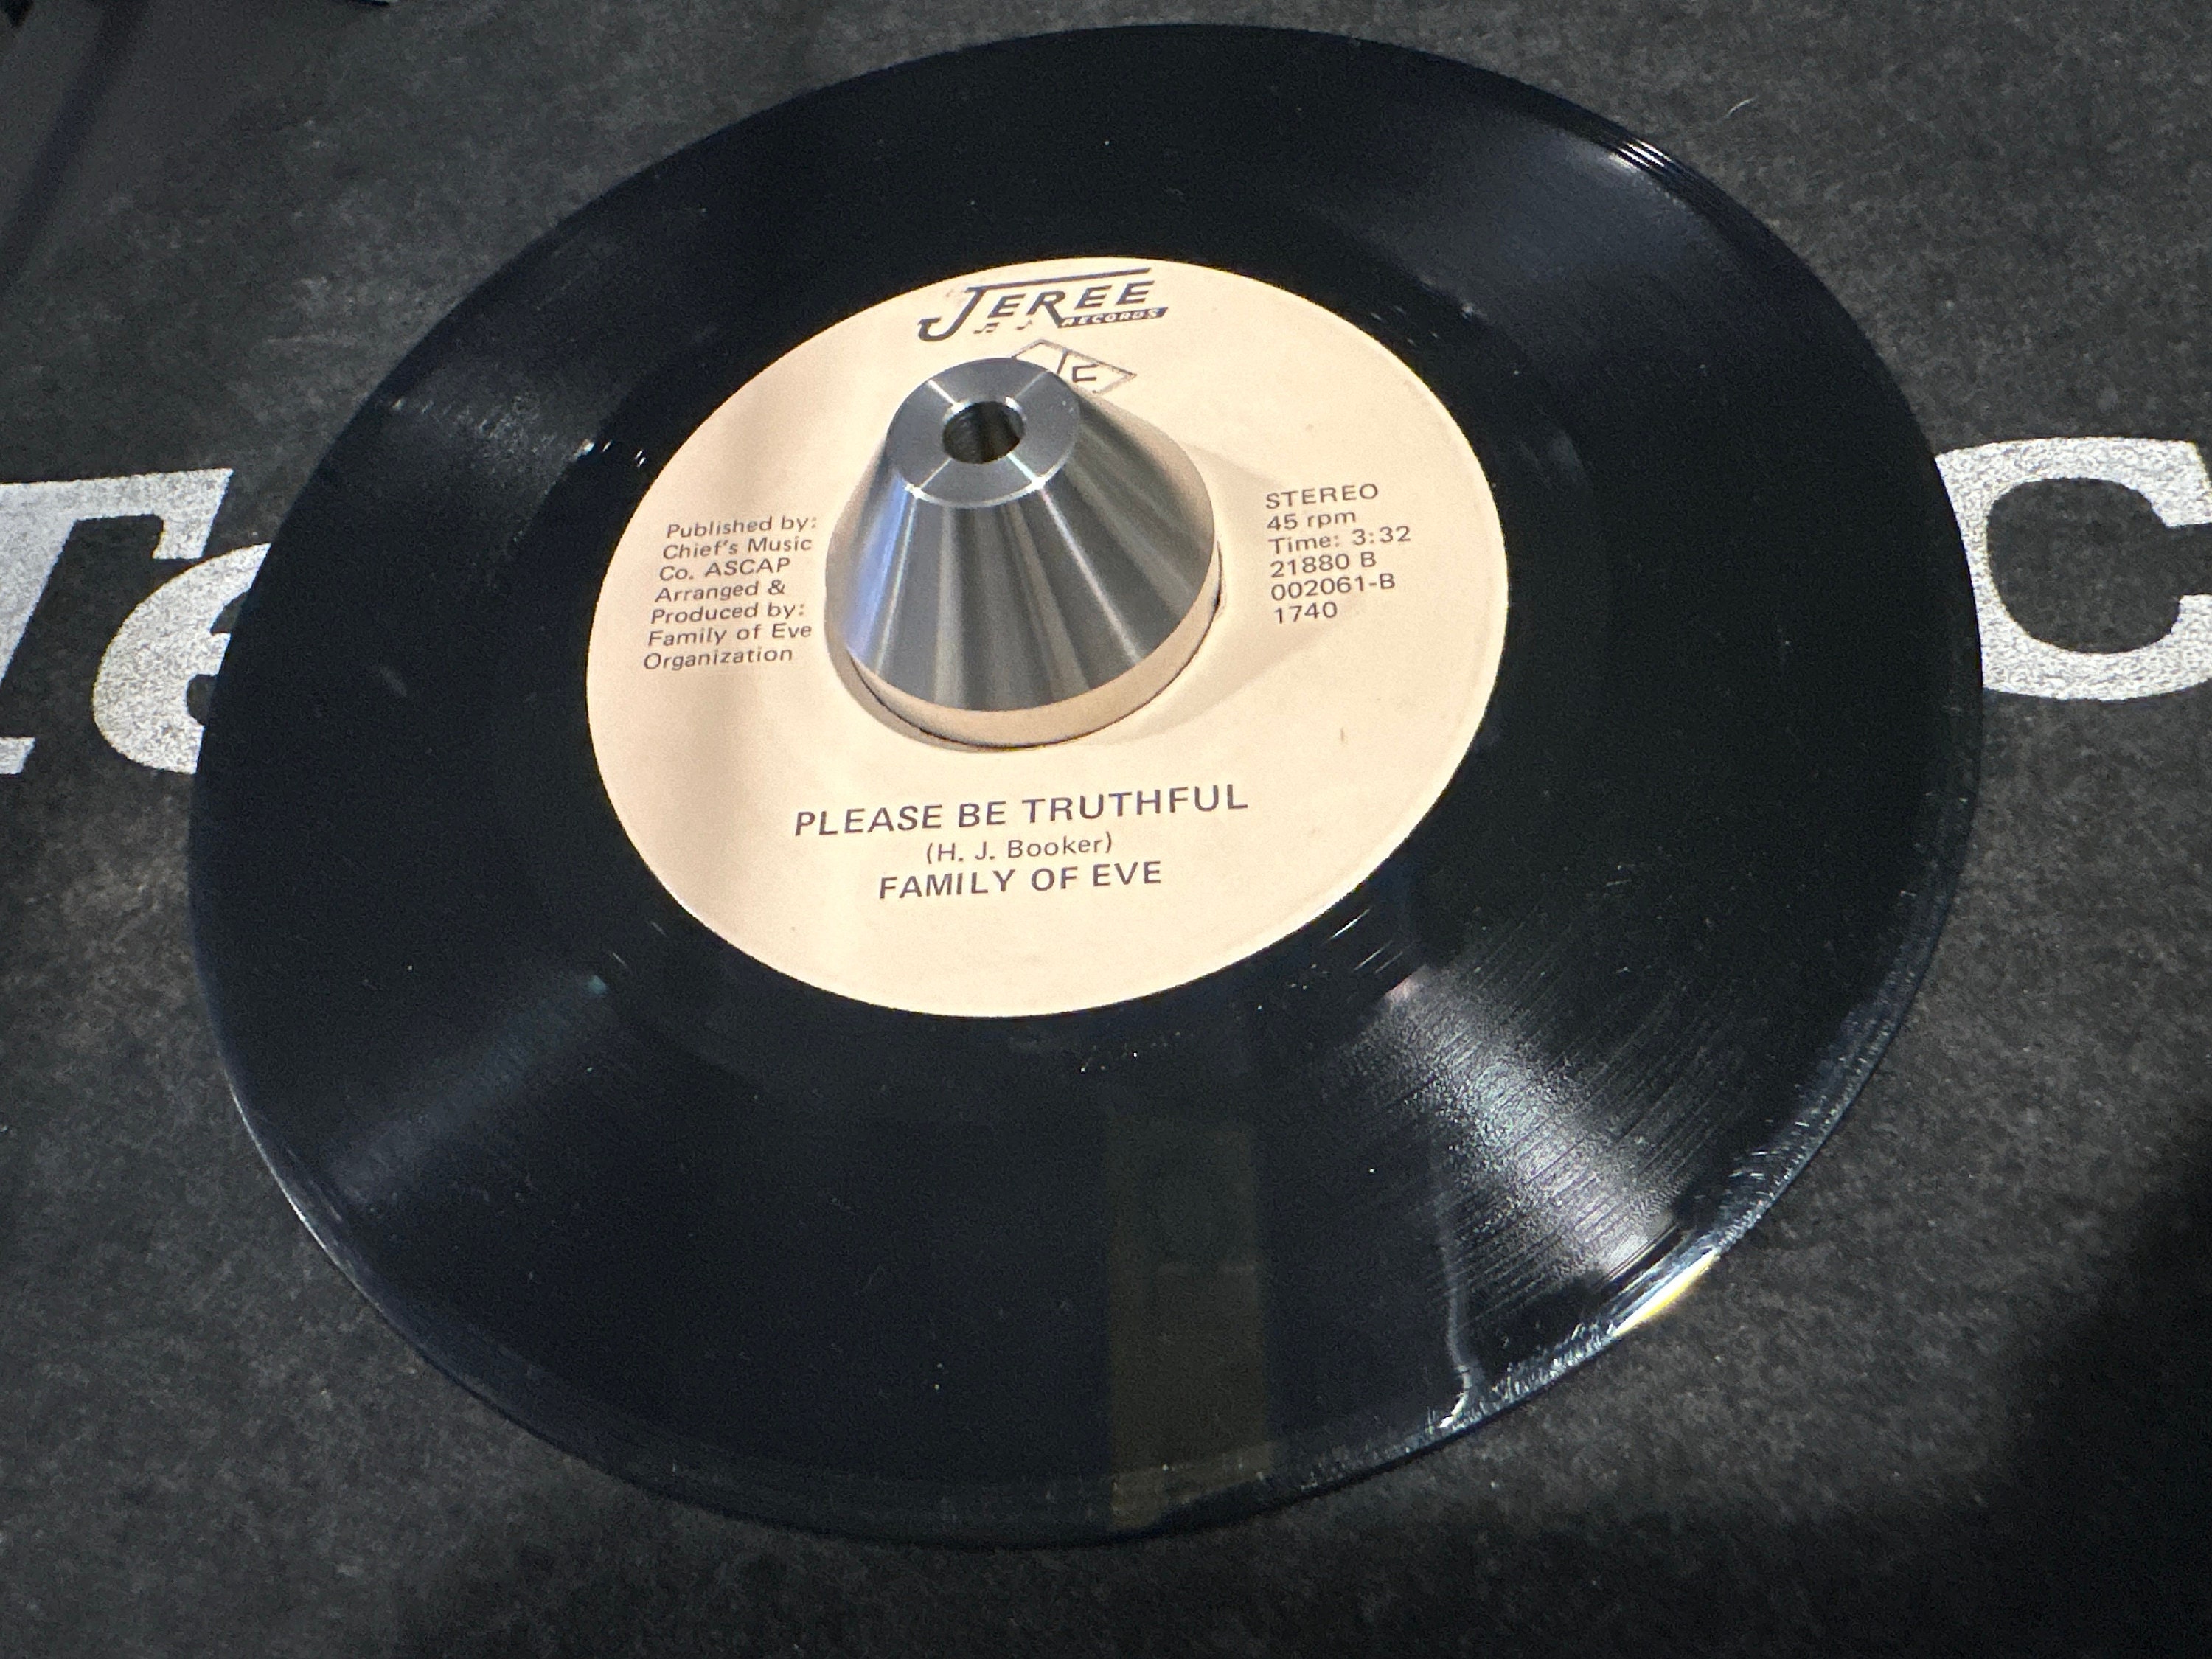 JEREE
RECORDS
Published by:
Chief's Music
Co. ASCAP
Arranged &
Produced by:
Family of Eve
Organization
STEREO
45 rpm
Time: 3:32
21880 B
002061-B
1740
PLEASE BE TRUTHFUL
(H. J. Booker)
FAMILY OF EVE